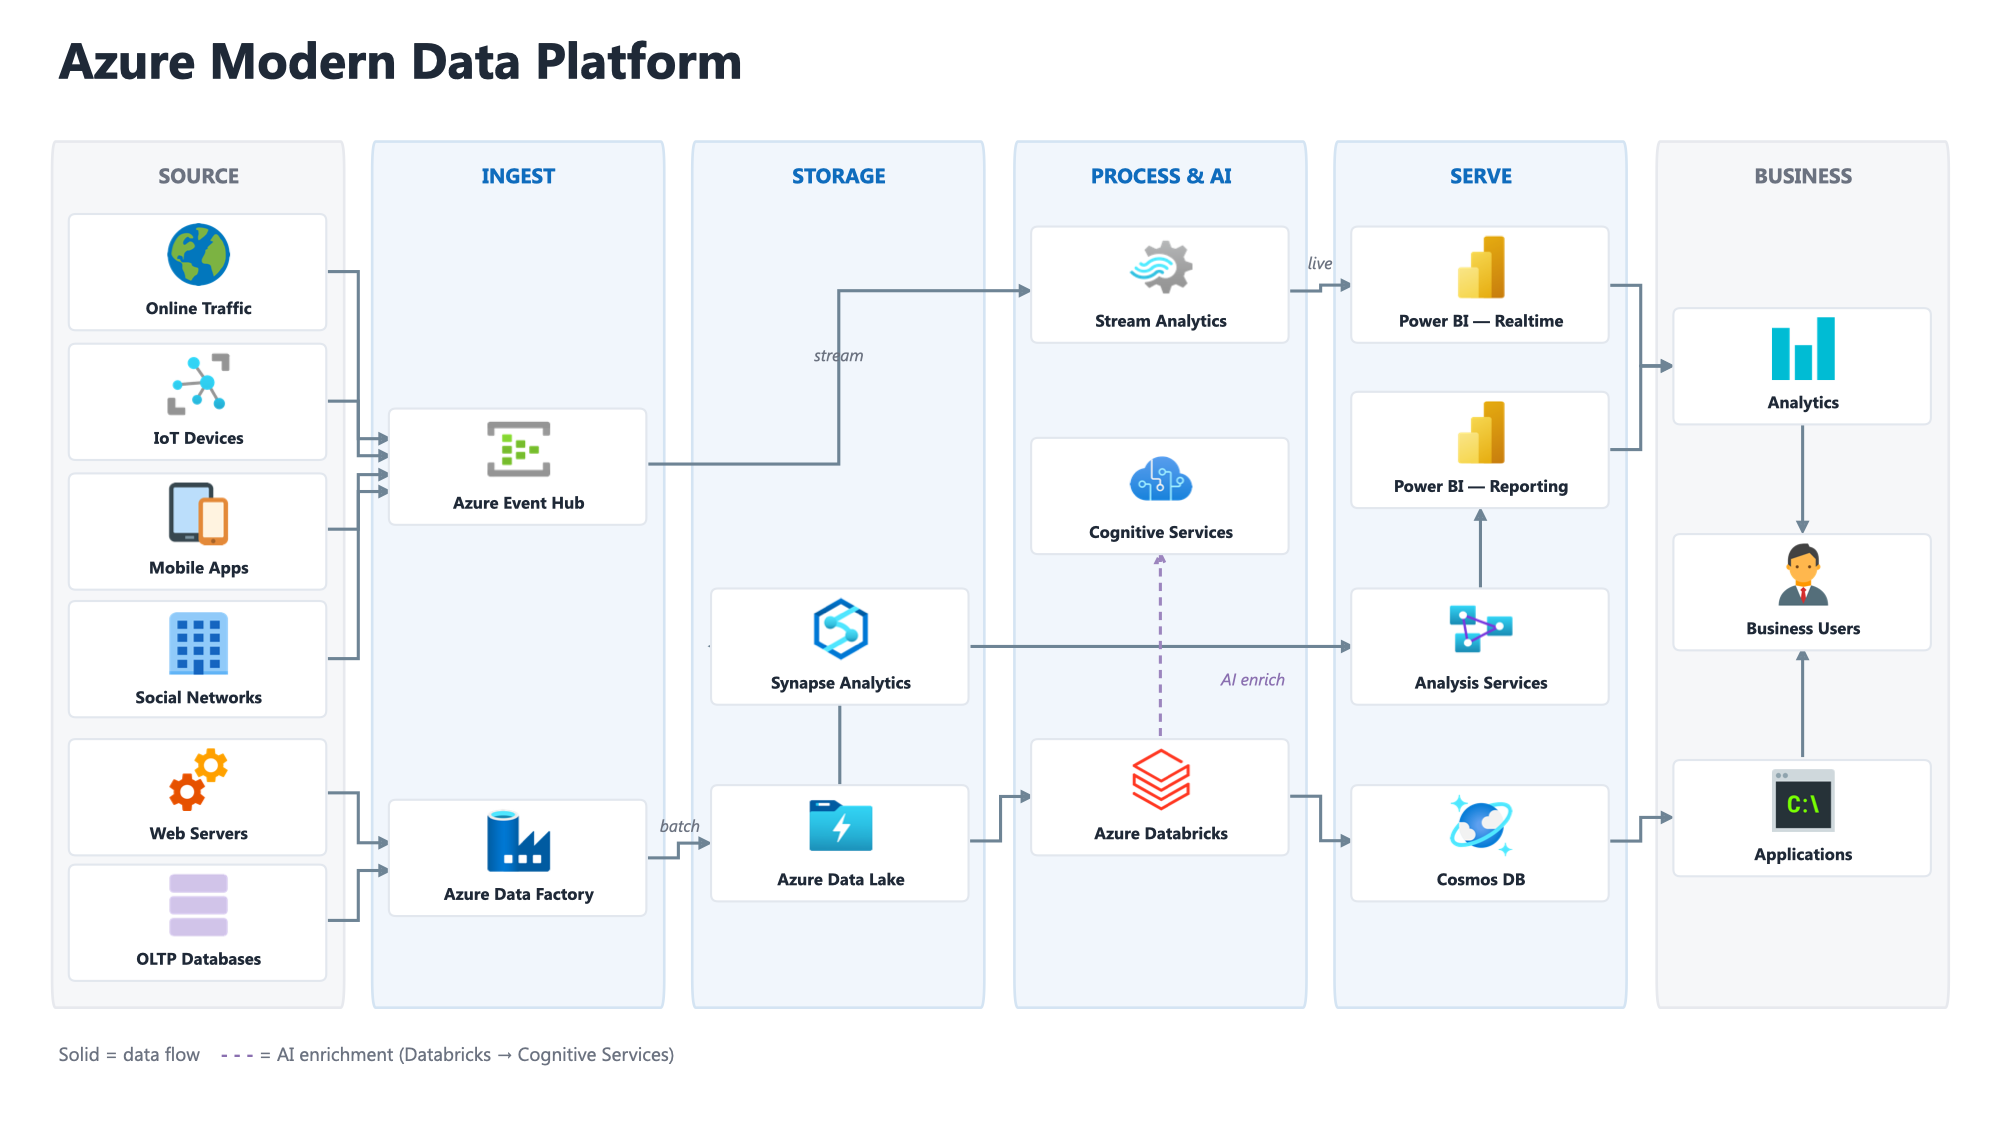 Azure Modern Data Platform
SOURCE
Online Traffic
IoT Devices
Mobile Apps
Social Networks
Web Servers
OLTP Databases
INGEST
Azure Event Hub
Azure Data Factory
batch
STORAGE
stream
Synapse Analytics
Azure Data Lake
PROCESS & AI
Stream Analytics
live
Cognitive Services
AI enrich
Azure Databricks
SERVE
Power BI — Realtime
Power BI — Reporting
Analysis Services
Cosmos DB
BUSINESS
Analytics
Business Users
C:\
Applications
Solid = data flow - - - = AI enrichment (Databricks → Cognitive Services)